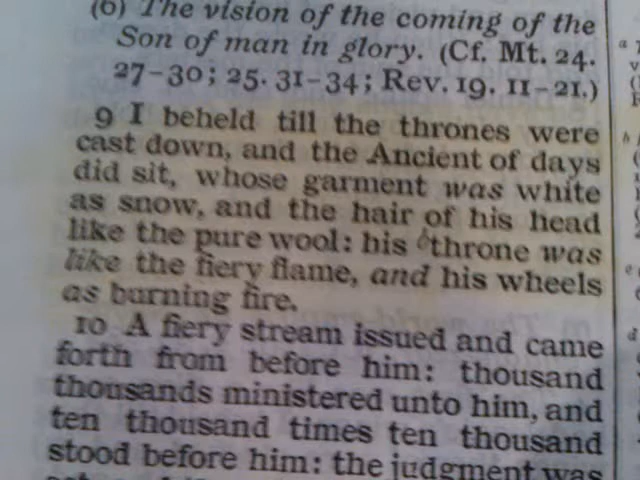 (6) The vision of the coming of the
Son of man in glory. (Cf. Mt. 24.
27-30; 25. 31-34; Rev. 19. 11-21.)
9 I beheld till the thrones were
cast down, and the Ancient of days
did sit, whose garment was white
as snow, and the hair of his head
like the pure wool: his bthrone was
like the fiery flame, and his wheels
as burning fire.
10 A fiery stream issued and came
forth from before him: thousand
thousands ministered unto him, and
ten thousand times ten thousand
stood before him: the judgment was